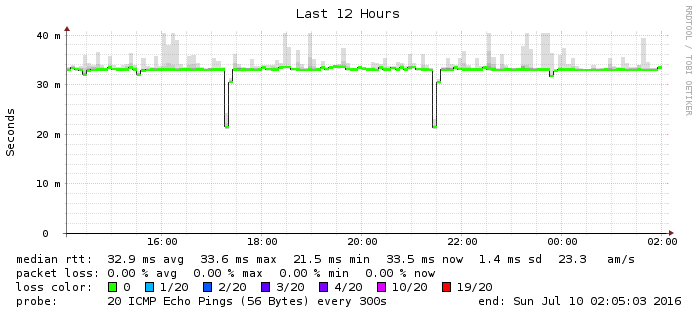 Last 12 Hours
RRDTOOL / TOBI OETIKER
Seconds
40 m
30 m
20 m
10 m
0
16:00 18:00 20:00 22:00 00:00 02:00
median rtt: 32.9 ms avg 33.6 ms max 21.5 ms min 33.5 ms now 1.4 ms sd 23.3 am/s
packet loss: 0.00 % avg 0.00 % max 0.00 % min 0.00 % now
loss color: 0 1/20 2/20 3/20 4/20 10/20 19/20
probe: 20 ICMP Echo Pings (56 Bytes) every 300s end: Sun Jul 10 02:05:03 2016